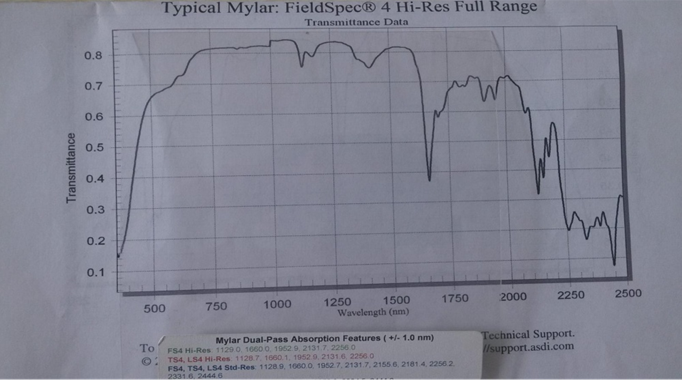 Typical Mylar: FieldSpec® 4 Hi-Res Full Range
Transmittance Data
0.8
0.7
0.6
0.5
0.4
0.3
0.2
0.1
Transmittance
500
750
1000
1250
1500
1750
2000
2250
2500
Wavelength (nm)
Mylar Dual-Pass Absorption Features ( +/- 1.0 nm)
FS4 Hi-Res: 1129.0, 1660.0, 1952.9, 2131.7, 2256.0
TS4, LS4 Hi-Res: 1128.7, 1660.1, 1952.9, 2131.6, 2256.0
FS4, TS4, LS4 Std-Res: 1128.9, 1660.0, 1952.7, 2131.7, 2155.6, 2181.4, 2256.2,
2331.6, 2444.6
To
Technical Support.
©
//support.asdi.com